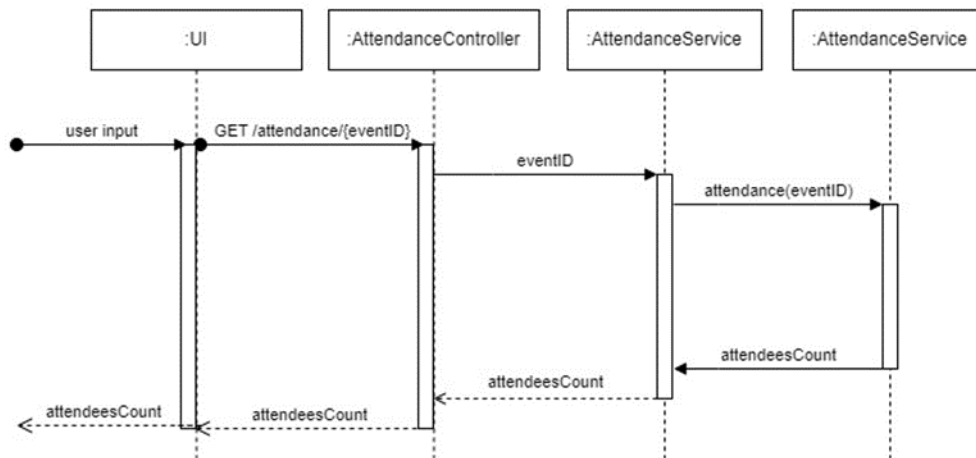 :UI
:AttendanceController
:AttendanceService
:AttendanceService
user input
GET /attendance/{eventID}
eventID
attendance(eventID)
attendeesCount
attendeesCount
attendeesCount
attendeesCount